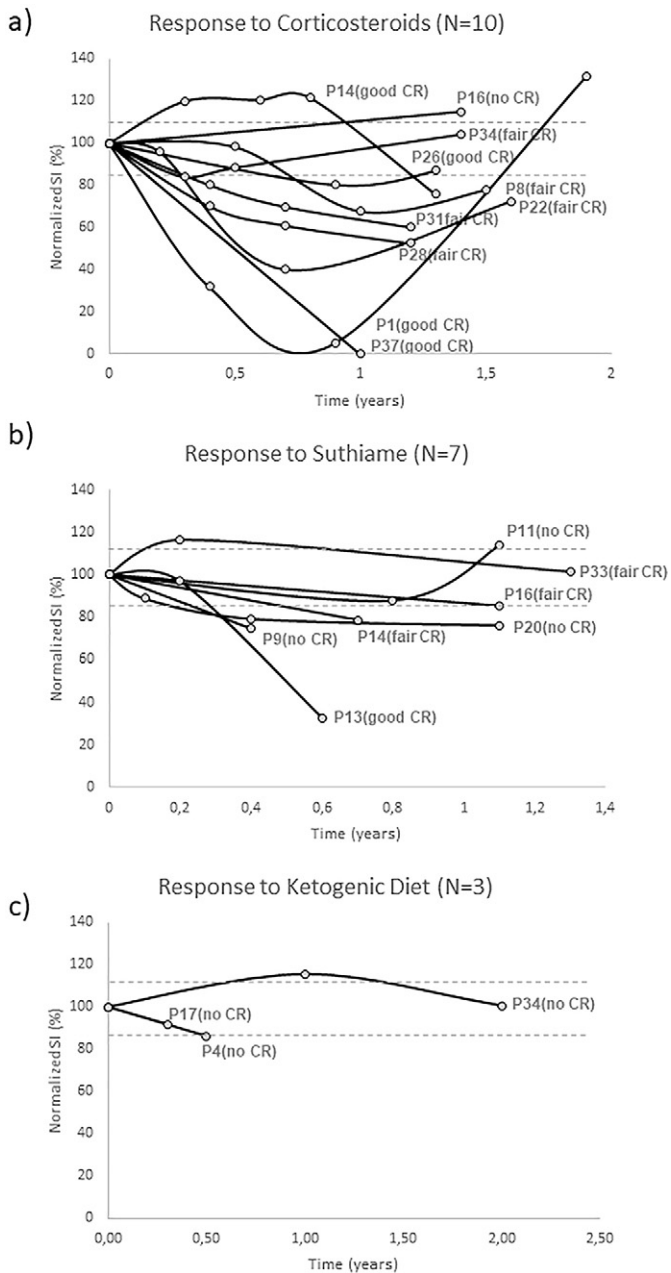 a)
Response to Corticosteroids (N=10)
Normalized SI (%)
140
120
100
80
60
40
20
0
P14(good CR)
P16(no CR)
P34(fair CR)
P26(good CR)
P8(fair CR)
P22(fair CR)
P31(fair CR)
P28(fair CR)
P1(good CR)
P37(good CR)
0
0,5
1
1,5
2
Time (years)
b)
Response to Suthiame (N=7)
Normalized SI (%)
140
120
100
80
60
40
20
0
P11(no CR)
P33(fair CR)
P16(fair CR)
P20(no CR)
P9(no CR)
P14(fair CR)
P13(good CR)
0
0,2
0,4
0,6
0,8
1
1,2
1,4
Time (years)
c)
Response to Ketogenic Diet (N=3)
Normalized SI (%)
140
120
100
80
60
40
20
0
P17(no CR)
P34(no CR)
P4(no CR)
0,00
0,50
1,00
1,50
2,00
2,50
Time (years)